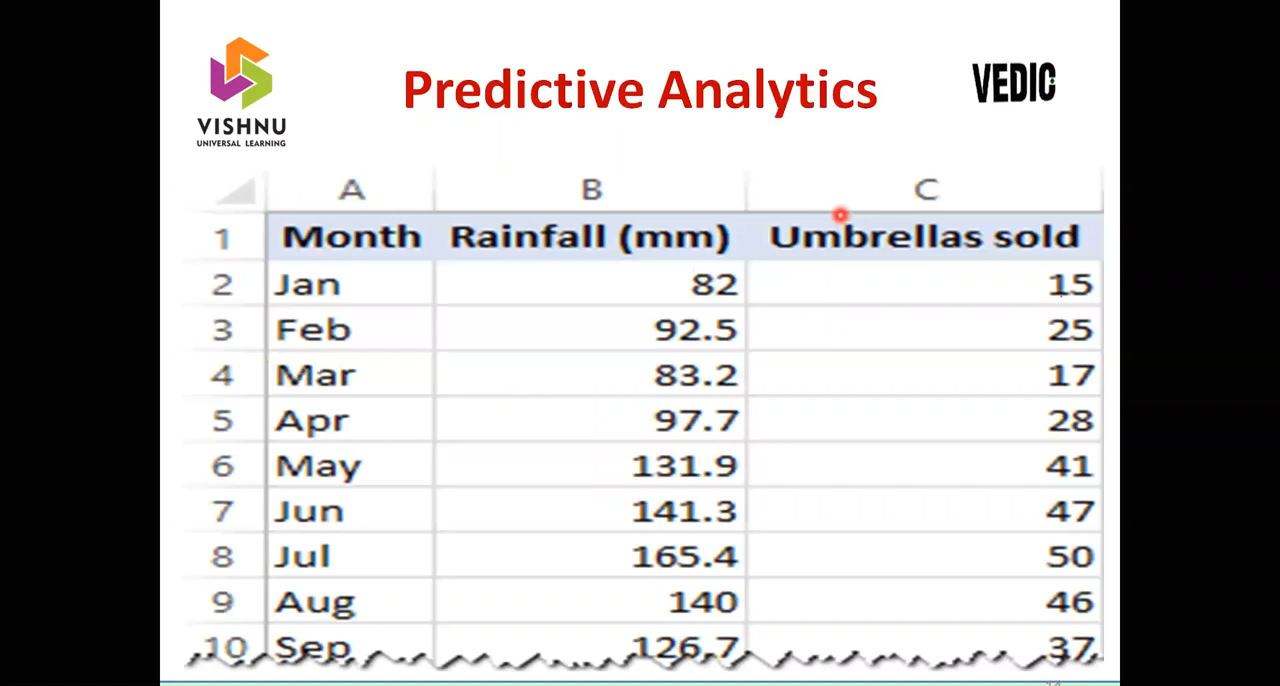 Predictive Analytics
VISHNU
UNIVERSAL LEARNING
VEDIC
A B C
1 Month Rainfall (mm) Umbrellas sold
2 Jan 82 15
3 Feb 92.5 25
4 Mar 83.2 17
5 Apr 97.7 28
6 May 131.9 41
7 Jun 141.3 47
8 Jul 165.4 50
9 Aug 140 46
10 Sep 126.7 37